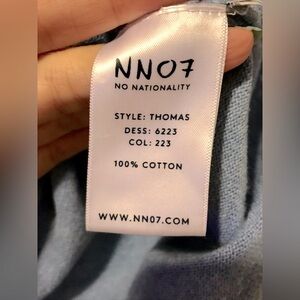 NN07
NO NATIONALITY
STYLE: THOMAS
DESS: 6223
COL: 223
100% COTTON
WWW.NN07.COM